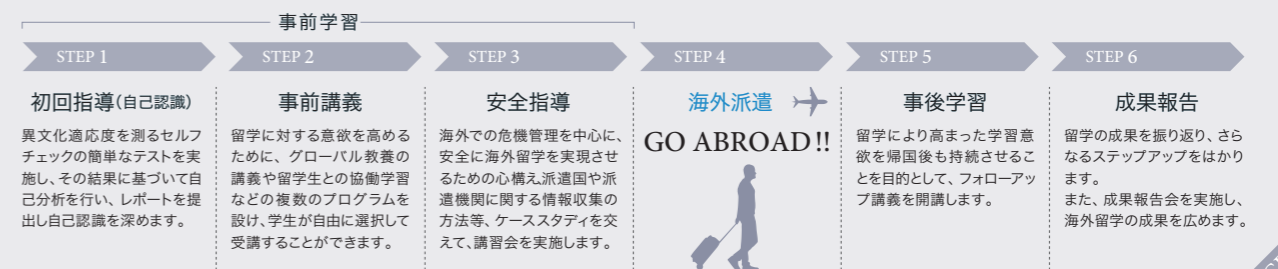 事前学習
STEP 1
初回指導(自己認識)
異文化適応度を測るセルフ
チェックの簡単なテストを実
施し、その結果に基づいて自
己分析を行い、レポートを提
出し自己認識を深めます。
STEP 2
事前講義
留学に対する意欲を高める
ために、グローバル教養の
講義や留学生との協働学習
などの複数のプログラムを
設け、学生が自由に選択して
受講することができます。
STEP 3
安全指導
海外での危機管理を中心に、
安全に海外留学を実現させ
るための心構え、派遣国や派
遣機関に関する情報収集の
方法等、ケーススタディを交
えて、講習会を実施します。
STEP 4
海外派遣
GO ABROAD!!
STEP 5
事後学習
留学により高まった学習意
欲を帰国後も持続させるこ
とを目的として、フォローアッ
プ講義を開講します。
STEP 6
成果報告
留学の成果を振り返り、さら
なるステップアップをはかり
ます。
また、成果報告会を実施し、
海外留学の成果を広めます。